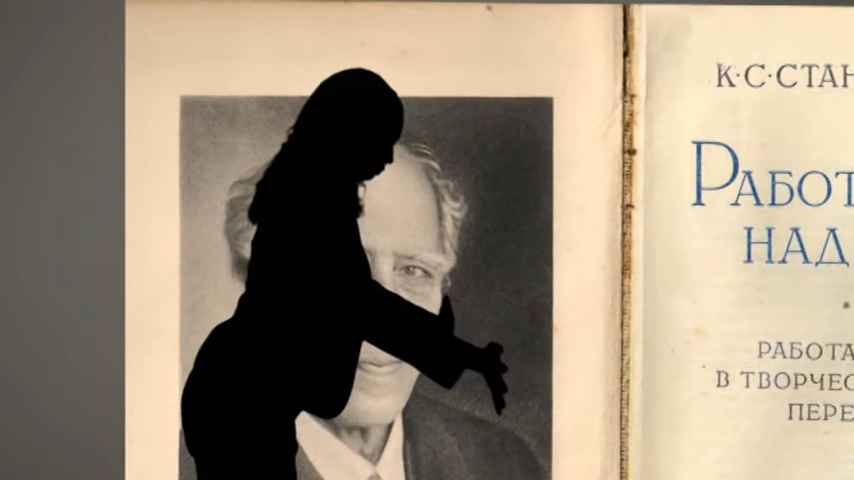 К·С·СТАН
РАБОТ
НАД
РАБОТА
В ТВОРЧЕС
ПЕРЕ